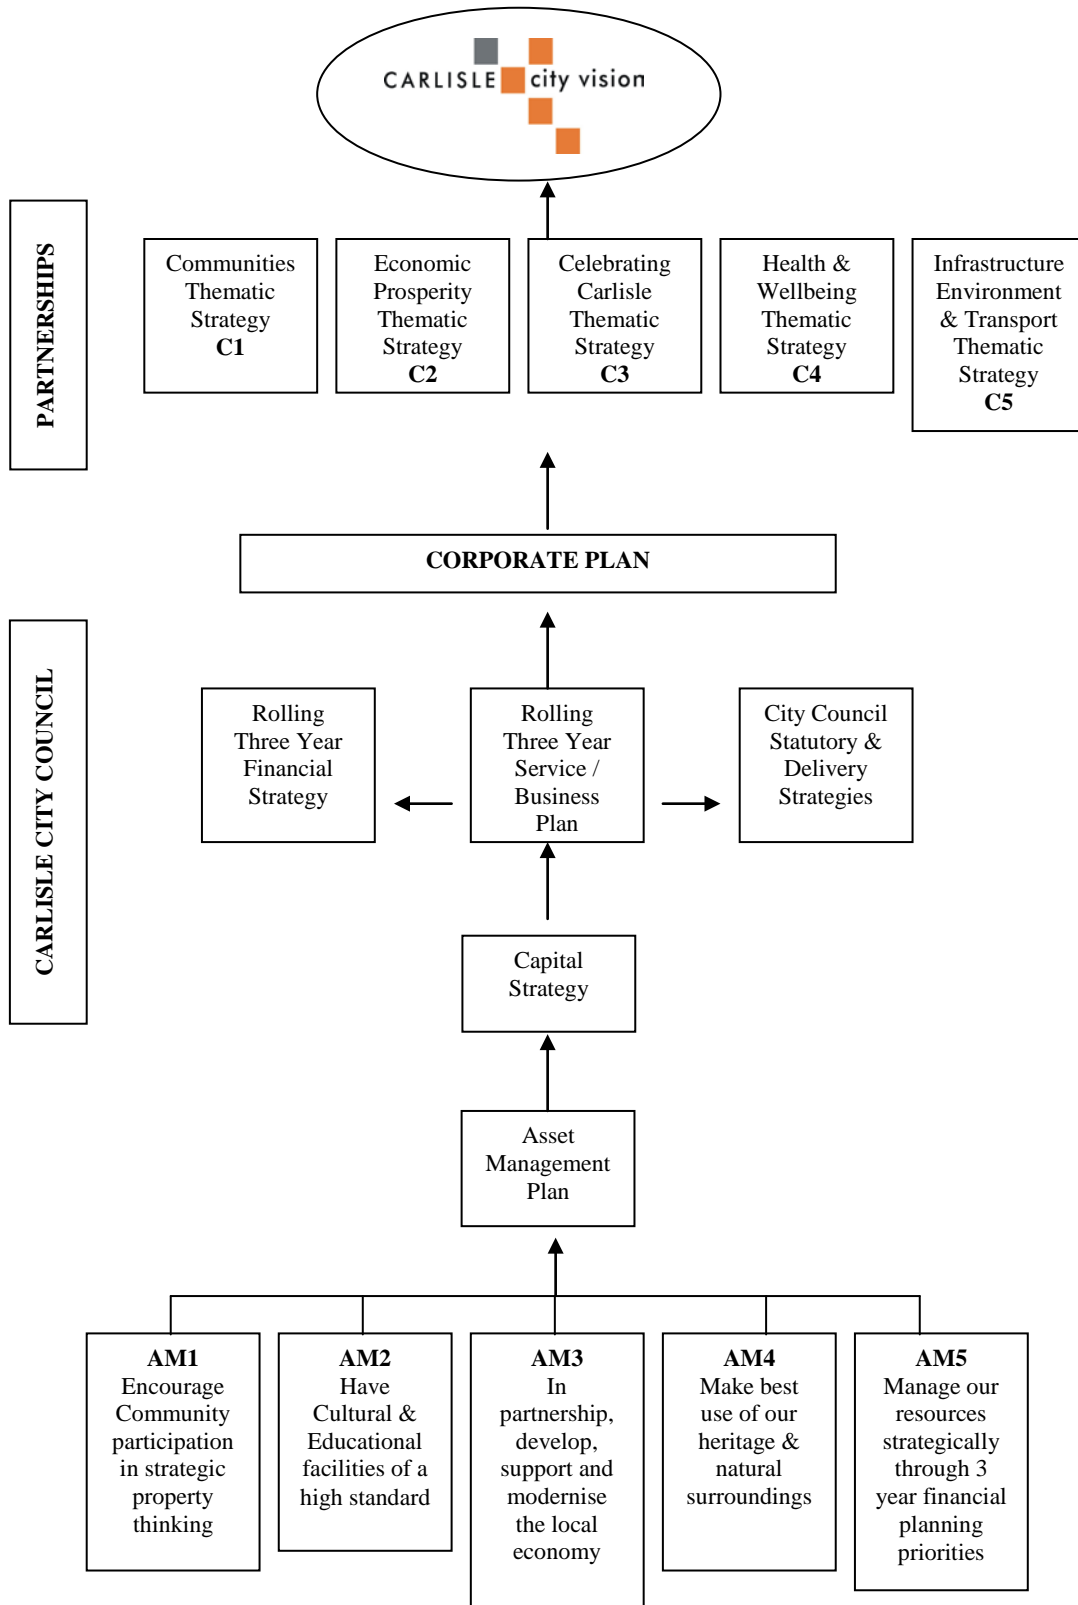 CARLISLE city vision
PARTNERSHIPS
Communities
Thematic
Strategy
C1
Economic
Prosperity
Thematic
Strategy
C2
Celebrating
Carlisle
Thematic
Strategy
C3
Health &
Wellbeing
Thematic
Strategy
C4
Infrastructure
Environment
& Transport
Thematic
Strategy
C5
CORPORATE PLAN
CARLISLE CITY COUNCIL
Rolling
Three Year
Financial
Strategy
Rolling
Three Year
Service /
Business
Plan
City Council
Statutory &
Delivery
Strategies
Capital
Strategy
Asset
Management
Plan
AM1
Encourage
Community
participation
in strategic
property
thinking
AM2
Have
Cultural &
Educational
facilities of a
high standard
AM3
In
partnership,
develop,
support and
modernise
the local
economy
AM4
Make best
use of our
heritage &
natural
surroundings
AM5
Manage our
resources
strategically
through 3
year financial
planning
priorities